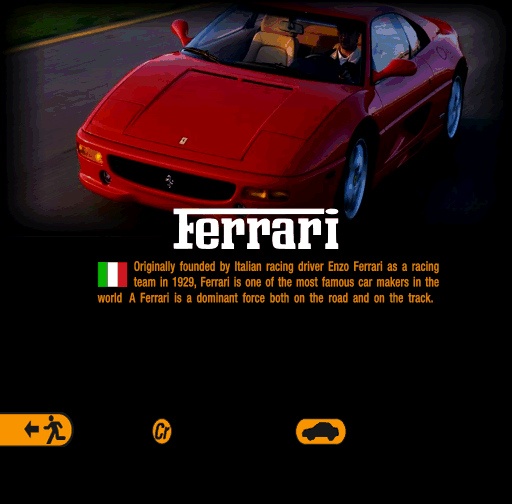 Ferrari
Originally founded by Italian racing driver Enzo Ferrari as a racing
team in 1929, Ferrari is one of the most famous car makers in the
world A Ferrari is a dominant force both on the road and on the track.
Cr